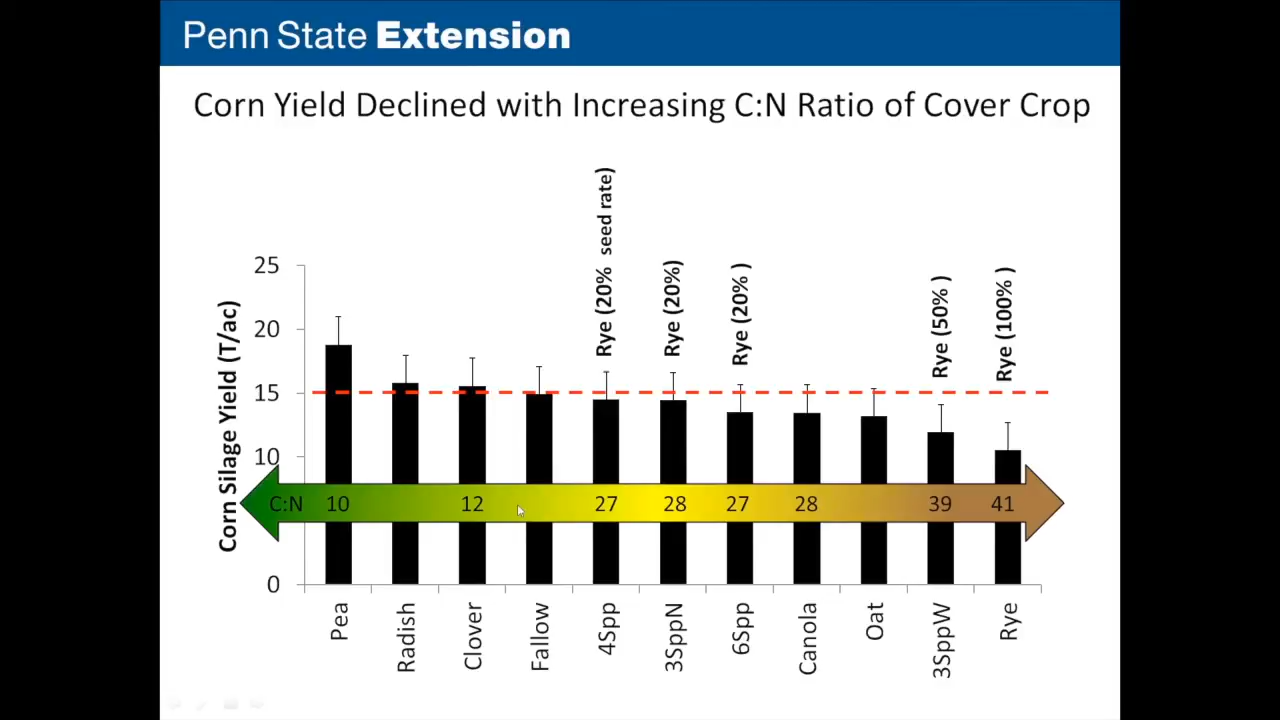 Penn State Extension
Corn Yield Declined with Increasing C:N Ratio of Cover Crop
Rye (20% seed rate)
Rye (20%)
Rye (20% )
Rye (50% )
Rye (100% )
Corn Silage Yield (T/ac)
25
20
15
10
0
C:N 10 12 27 28 27 28 39 41
Pea
Radish
Clover
Fallow
4Spp
3SppN
6Spp
Canola
Oat
3SppW
Rye